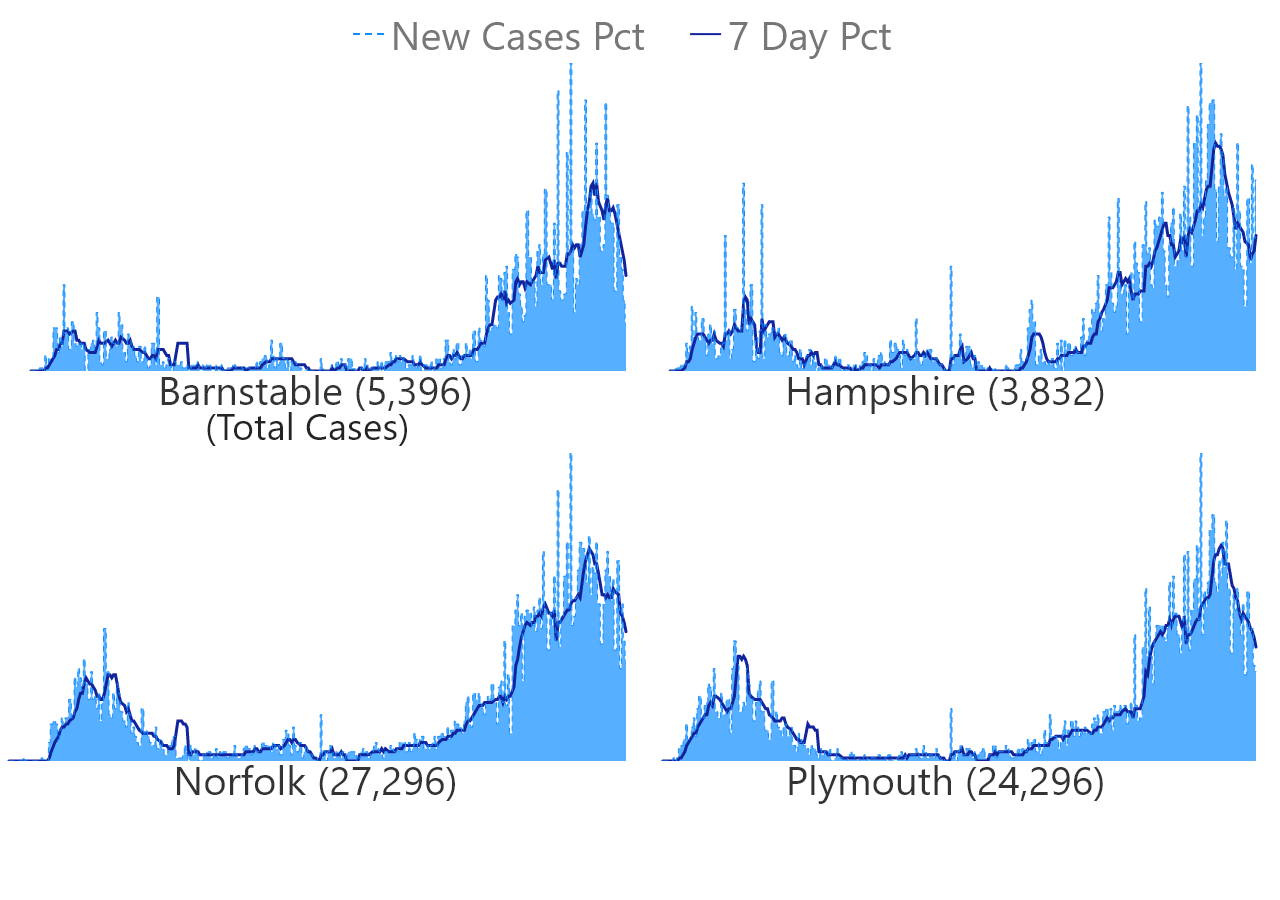 New Cases Pct 7 Day Pct
Barnstable (5,396) Hampshire (3,832)
(Total Cases)
Norfolk (27,296) Plymouth (24,296)